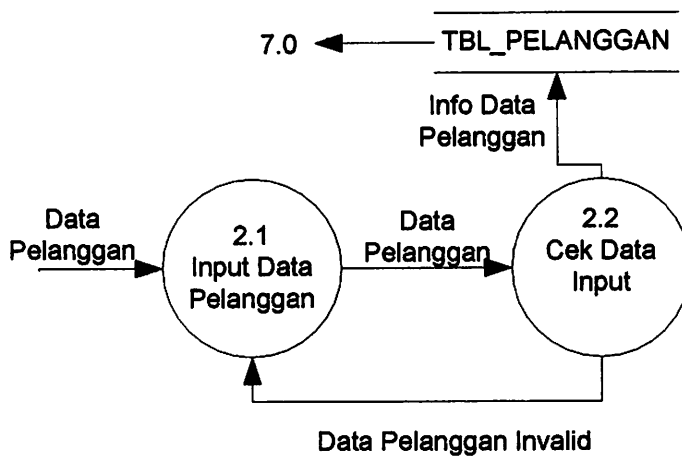 7.0
TBL_PELANGGAN
Info Data
Pelanggan
Data
Pelanggan
2.1
Input Data
Pelanggan
Data
Pelanggan
2.2
Cek Data
Input
Data Pelanggan Invalid